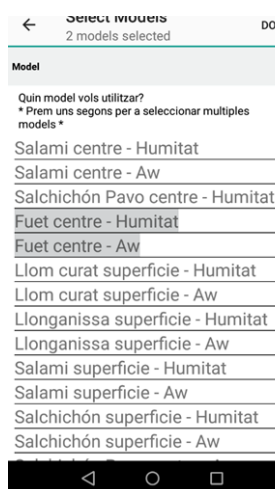 Select Models
DO
2 models selected
Model
Quin model vols utilitzar?
* Prem uns segons per a seleccionar multiples
models *
Salami centre - Humitat
Salami centre - Aw
Salchichón Pavo centre - Humitat
Fuet centre - Humitat
Fuet centre - Aw
Llom curat superficie - Humitat
Llom curat superficie - Aw
Llonganissa superficie - Humitat
Llonganissa superficie - Aw
Salami superficie - Humitat
Salami superficie - Aw
Salchichón superficie - Humitat
Salchichón superficie - Aw